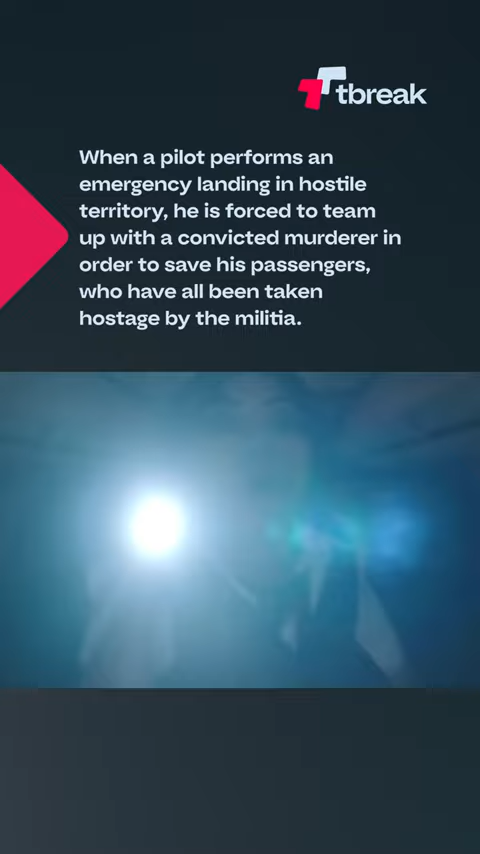 tbreak
When a pilot performs an
emergency landing in hostile
territory, he is forced to team
up with a convicted murderer in
order to save his passengers,
who have all been taken
hostage by the militia.